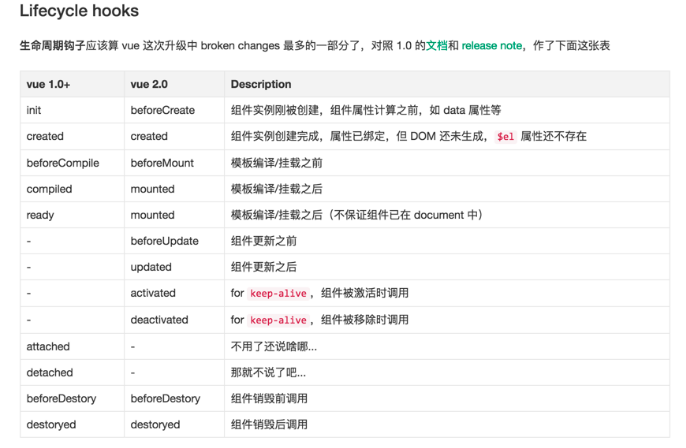 Lifecycle hooks
生命周期钩子应该算 vue 这次升级中 broken changes 最多的一部分了，对照 1.0 的文档和 release note，作了下面这张表
vue 1.0+ vue 2.0 Description
init beforeCreate 组件实例刚被创建，组件属性计算之前，如 data 属性等
created created 组件实例创建完成，属性已绑定，但 DOM 还未生成，$el 属性还不存在
beforeCompile beforeMount 模板编译/挂载之前
compiled mounted 模板编译/挂载之后
ready mounted 模板编译/挂载之后（不保证组件已在 document 中）
- beforeUpdate 组件更新之前
- updated 组件更新之后
- activated for keep-alive，组件被激活时调用
- deactivated for keep-alive，组件被移除时调用
attached - 不用了还说啥哪...
detached - 那就不说了吧...
beforeDestory beforeDestory 组件销毁前调用
destoryed destoryed 组件销毁后调用